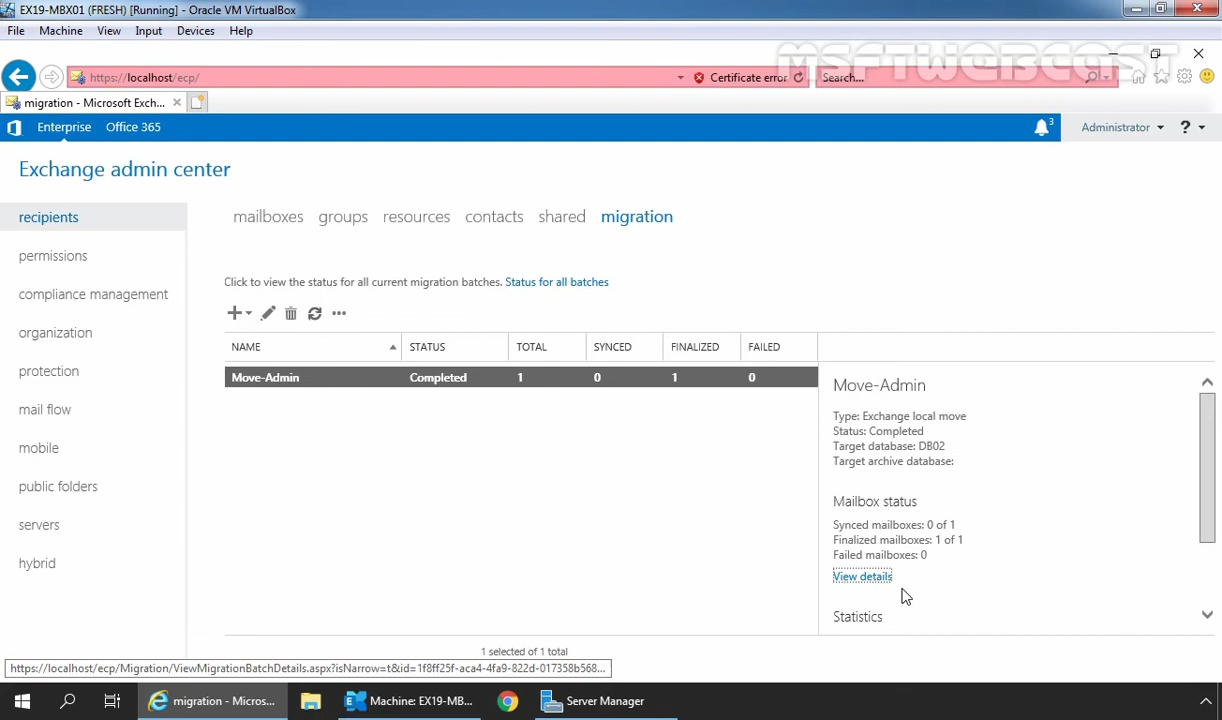 EX19-MBX01 (FRESH) [Running] - Oracle VM VirtualBox
File Machine View Input Devices Help
MSFTWEBCAST
https://localhost/ecp/ Certificate error Search...
migration - Microsoft Exch...
Enterprise Office 365 3 Administrator ?
Exchange admin center
recipients
permissions
compliance management
organization
protection
mail flow
mobile
public folders
servers
hybrid
mailboxes groups resources contacts shared migration
Click to view the status for all current migration batches. Status for all batches
NAME STATUS TOTAL SYNCED FINALIZED FAILED
Move-Admin Completed 1 0 1 0
Move-Admin
Type: Exchange local move
Status: Completed
Target database: DB02
Target archive database:
Mailbox status
Synced mailboxes: 0 of 1
Finalized mailboxes: 1 of 1
Failed mailboxes: 0
View details
Statistics
1 selected of 1 total
https://localhost/ecp/Migration/ViewMigrationBatchDetails.aspx?isNarrow=t&id=1f8ff25f-aca4-4fa9-822d-017358b568...
migration - Micros... Machine: EX19-MB... Server Manager